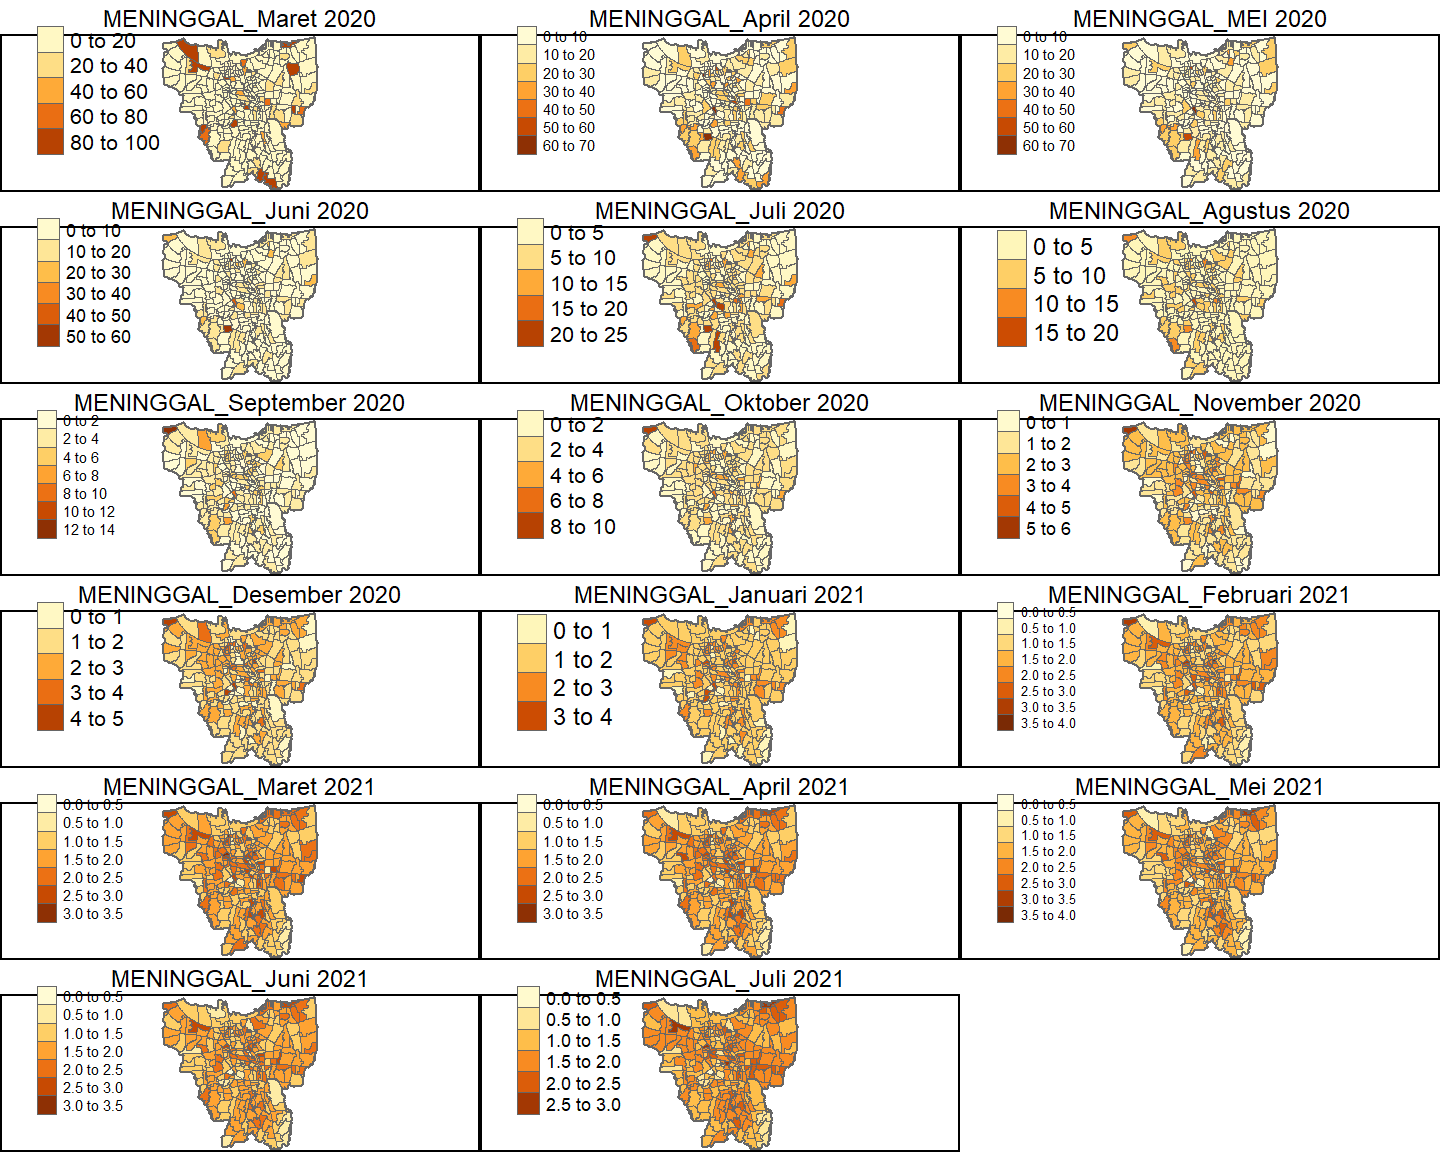 MENINGGAL_Maret 2020
0 to 20
20 to 40
40 to 60
60 to 80
80 to 100
MENINGGAL_April 2020
0 to 10
10 to 20
20 to 30
30 to 40
40 to 50
50 to 60
60 to 70
MENINGGAL_MEI 2020
0 to 10
10 to 20
20 to 30
30 to 40
40 to 50
50 to 60
60 to 70
MENINGGAL_Juni 2020
0 to 10
10 to 20
20 to 30
30 to 40
40 to 50
50 to 60
MENINGGAL_Juli 2020
0 to 5
5 to 10
10 to 15
15 to 20
20 to 25
MENINGGAL_Agustus 2020
0 to 5
5 to 10
10 to 15
15 to 20
MENINGGAL_September 2020
0 to 2
2 to 4
4 to 6
6 to 8
8 to 10
10 to 12
12 to 14
MENINGGAL_Oktober 2020
0 to 2
2 to 4
4 to 6
6 to 8
8 to 10
MENINGGAL_November 2020
0 to 1
1 to 2
2 to 3
3 to 4
4 to 5
5 to 6
MENINGGAL_Desember 2020
0 to 1
1 to 2
2 to 3
3 to 4
4 to 5
MENINGGAL_Januari 2021
0 to 1
1 to 2
2 to 3
3 to 4
MENINGGAL_Februari 2021
0.0 to 0.5
0.5 to 1.0
1.0 to 1.5
1.5 to 2.0
2.0 to 2.5
2.5 to 3.0
3.0 to 3.5
3.5 to 4.0
MENINGGAL_Maret 2021
0.0 to 0.5
0.5 to 1.0
1.0 to 1.5
1.5 to 2.0
2.0 to 2.5
2.5 to 3.0
3.0 to 3.5
MENINGGAL_April 2021
0.0 to 0.5
0.5 to 1.0
1.0 to 1.5
1.5 to 2.0
2.0 to 2.5
2.5 to 3.0
3.0 to 3.5
MENINGGAL_Mei 2021
0.0 to 0.5
0.5 to 1.0
1.0 to 1.5
1.5 to 2.0
2.0 to 2.5
2.5 to 3.0
3.0 to 3.5
3.5 to 4.0
MENINGGAL_Juni 2021
0.0 to 0.5
0.5 to 1.0
1.0 to 1.5
1.5 to 2.0
2.0 to 2.5
2.5 to 3.0
3.0 to 3.5
MENINGGAL_Juli 2021
0.0 to 0.5
0.5 to 1.0
1.0 to 1.5
1.5 to 2.0
2.0 to 2.5
2.5 to 3.0